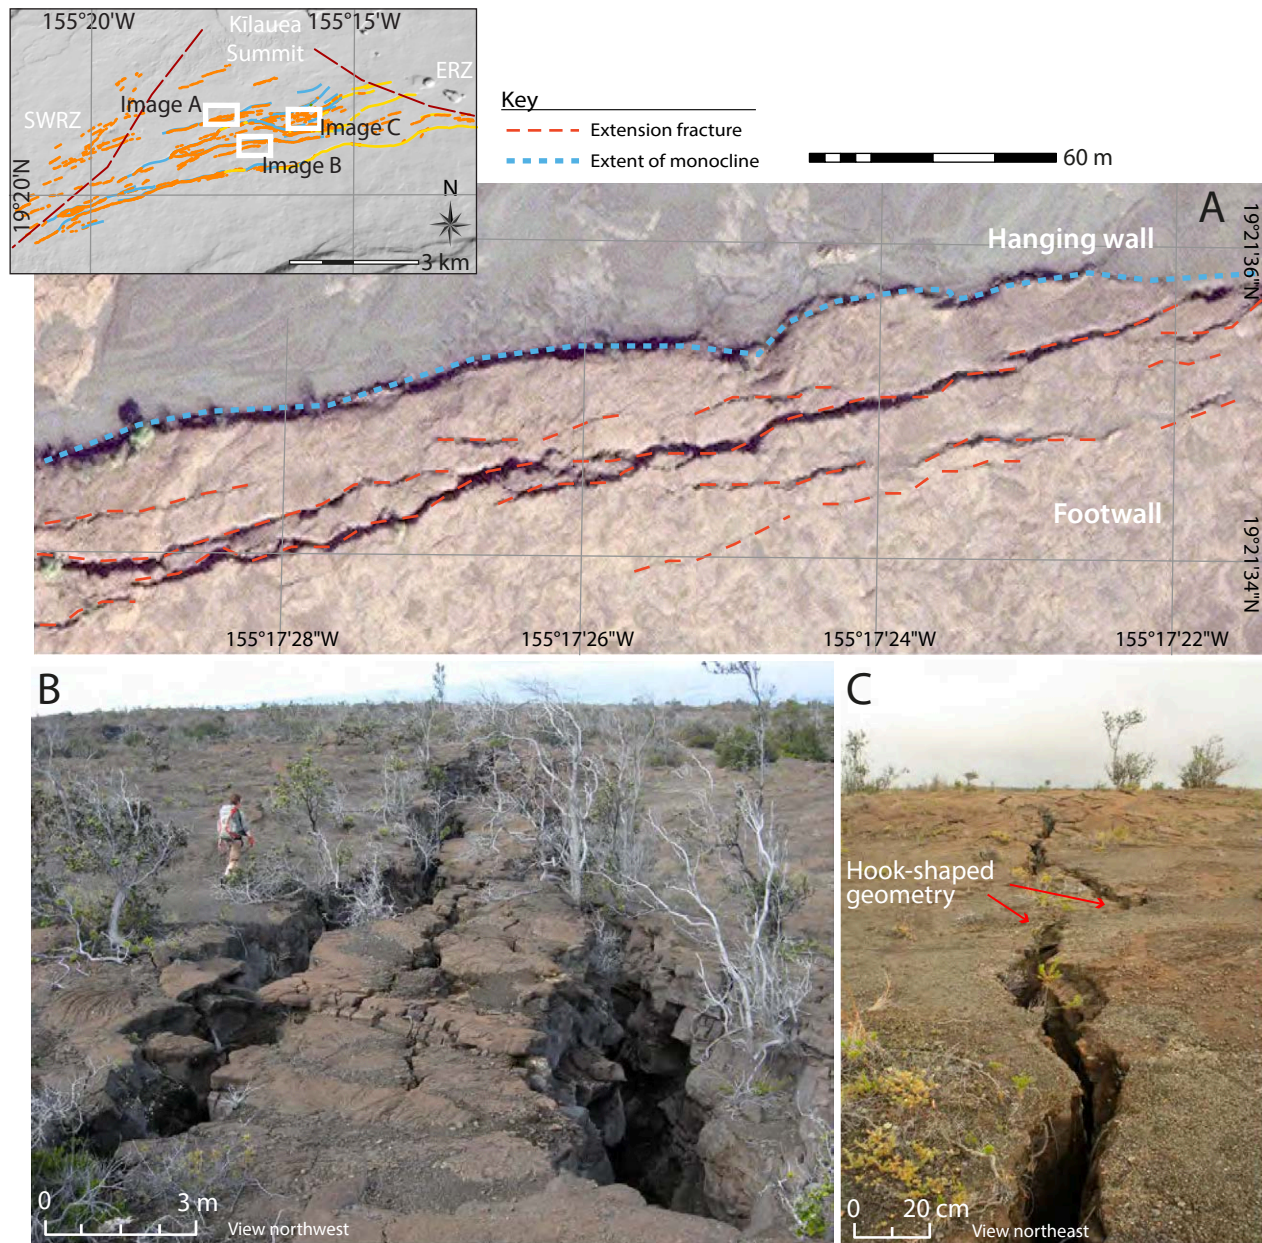 155°20'W
155°15'W
Kīlauea
Summit
ERZ
SWRZ
Image A
Image C
Image B
19°20'N
N
3 km
Key
Extension fracture
Extent of monocline
60 m
A
Hanging wall
Footwall
19°21'36"N
19°21'34"N
155°17'28"W
155°17'26"W
155°17'24"W
155°17'22"W
B
0 3 m
View northwest
C
Hook-shaped
geometry
0 20 cm
View northeast